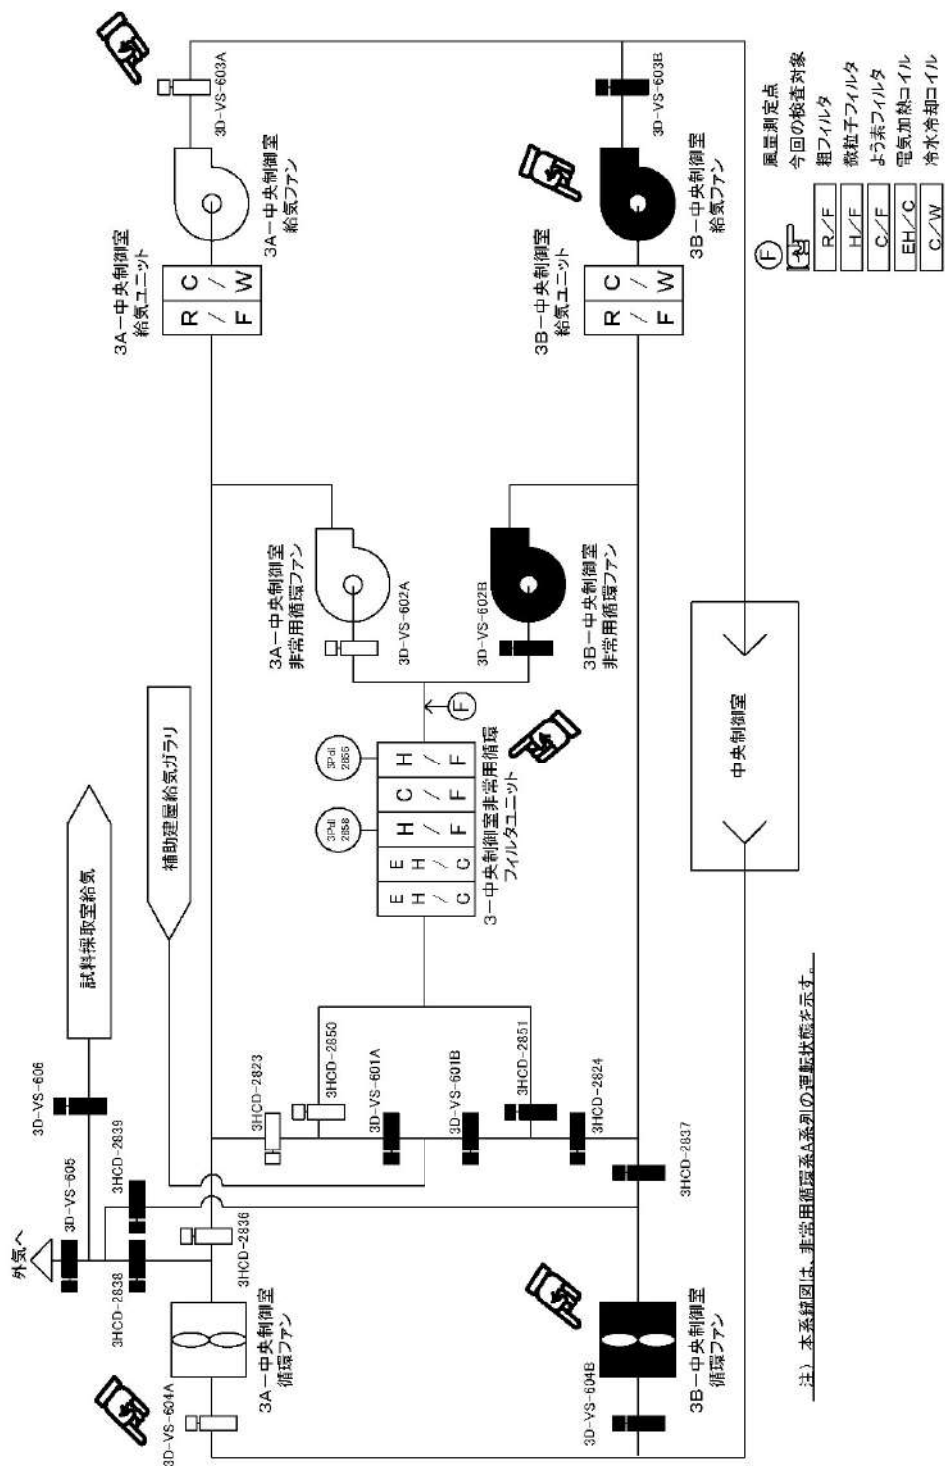 外気へ
3D-VS-605
3D-VS-606
試料採取室給気
補助建屋給気ガラリ
3HCD-2838
3HCD-2839
3D-VS-604A
3A-中央制御室
循環ファン
3HCD-2836
3HCD-2823
3HCD-2850
3D-VS-601A
3D-VS-601B
3HCD-2851
3HCD-2824
3HCD-2837
3D-VS-604B
3B-中央制御室
循環ファン
3PdI
2858
3PdI
2856
EH/C
EH/C
H/F
C/F
H/F
3-中央制御室非常用循環
フィルタユニット
F
3A-中央制御室
非常用循環ファン
3D-VS-602A
3D-VS-602B
3B-中央制御室
非常用循環ファン
3A-中央制御室
給気ユニット
R/F
C/W
3A-中央制御室
給気ファン
3D-VS-603A
3B-中央制御室
給気ユニット
R/F
C/W
3B-中央制御室
給気ファン
3D-VS-603B
中央制御室
F 風量測定点
今回の検査対象
R/F 粗フィルタ
H/F 微粒子フィルタ
C/F よう素フィルタ
EH/C 電気加熱コイル
C/W 冷水冷却コイル
注）本系統図は、非常用循環系A系列の運転状態を示す。